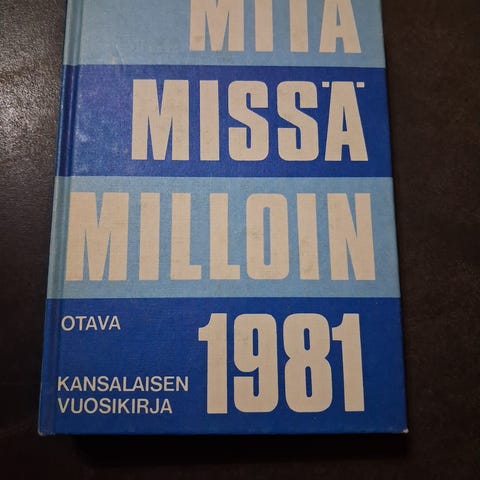 MITÄ
MISSÄ
MILLOIN
OTAVA
1981
KANSALAISEN
VUOSIKIRJA